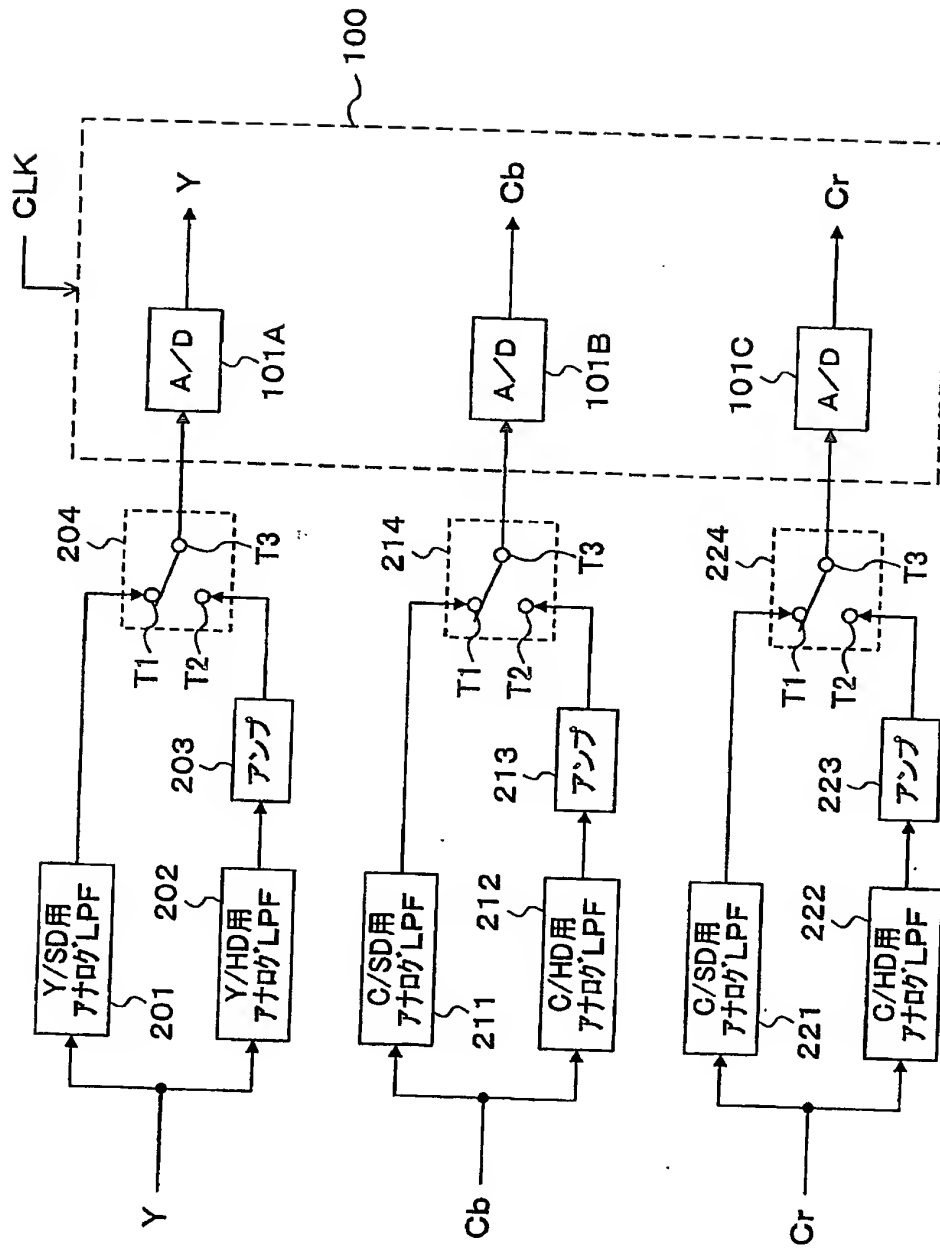 CLK
100
Y
Y/SD用
アナログLPF
201
Y/HD用
アナログLPF
202
アンプ
203
T1
T2
T3
204
A/D
101A
Y
Cb
C/SD用
アナログLPF
211
C/HD用
アナログLPF
212
アンプ
213
T1
T2
T3
214
A/D
101B
Cb
Cr
C/SD用
アナログLPF
221
C/HD用
アナログLPF
222
アンプ
223
T1
T2
T3
224
A/D
101C
Cr